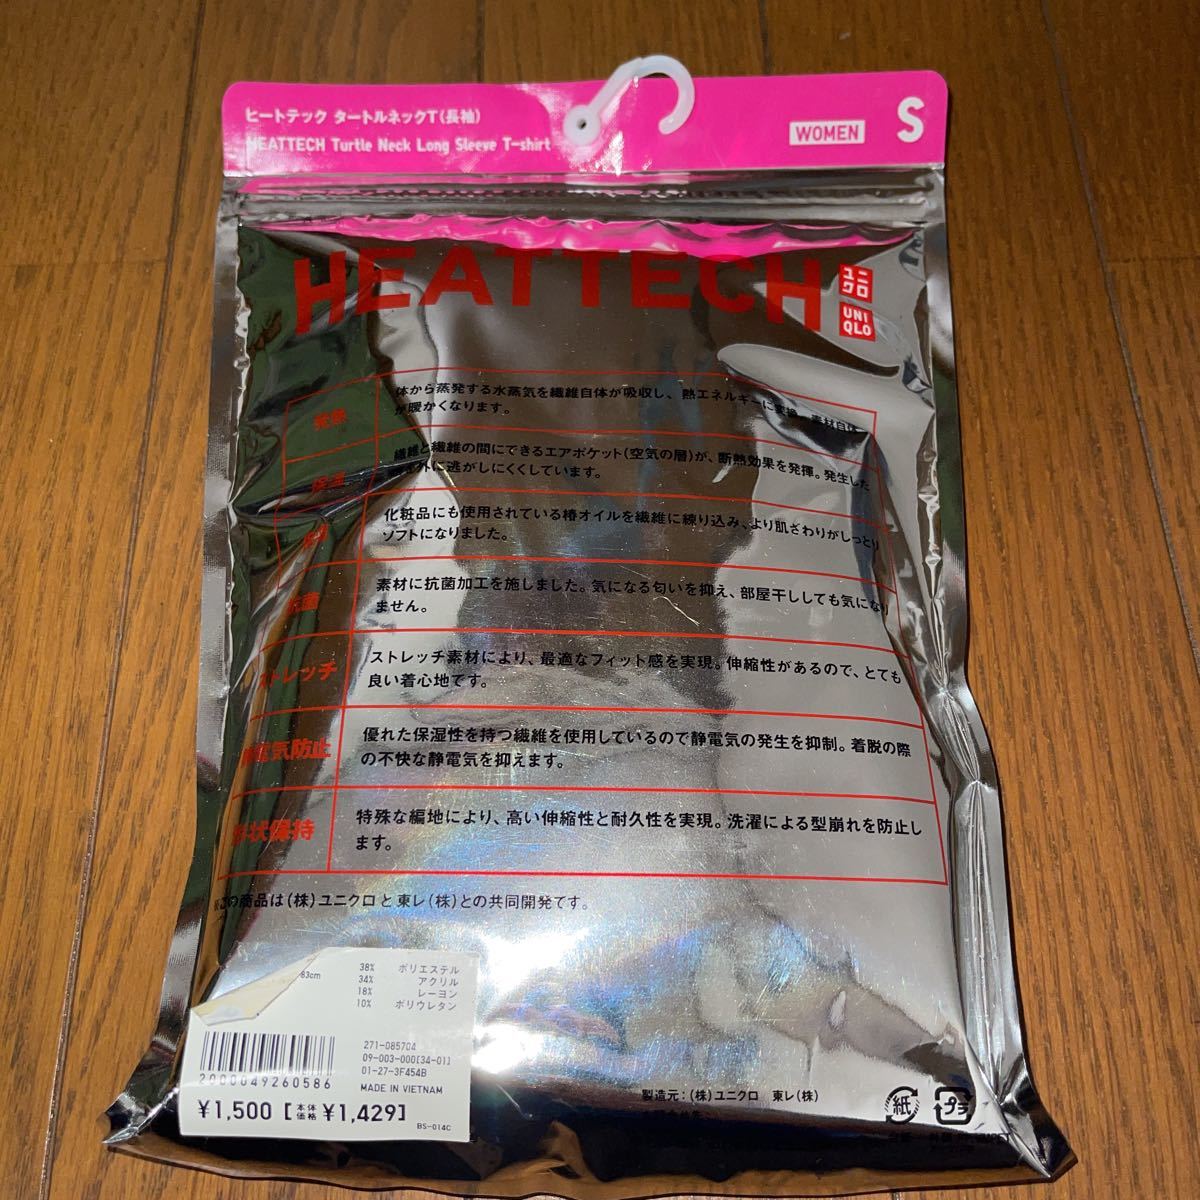 ヒートテック タートルネックT(長袖)
HEATTECH Turtle Neck Long Sleeve T-shirt
WOMEN
S
HEATTECH
ユニ
クロ
UNI
QLO
発熱
体から蒸発する水蒸気を繊維自体が吸収し、熱エネルギーに変換。素材自体
が暖かくなります。
保温
繊維と繊維の間にできるエアポケット(空気の層)が、断熱効果を発揮。発生した
に逃がしにくくしています。
化粧品にも使用されている椿オイルを繊維に練り込み、より肌ざわりがしっとり
ソフトになりました。
抗菌
素材に抗菌加工を施しました。気になる匂いを抑え、部屋干ししても気になり
ません。
ストレッチ
ストレッチ素材により、最適なフィット感を実現。伸縮性があるので、とても
良い着心地です。
静電気防止
優れた保湿性を持つ繊維を使用しているので静電気の発生を抑制。着脱の際
の不快な静電気を抑えます。
形状保持
特殊な編地により、高い伸縮性と耐久性を実現。洗濯による型崩れを防止し
ます。
※この商品は(株)ユニクロと東レ(株)との共同開発です。
83cm
38% ポリエステル
34% アクリル
18% レーヨン
10% ポリウレタン
271-085704
09-003-000[34-01]
01-27-3F454B
MADE IN VIETNAM
2000049260586
¥1,500 [本体価格 ¥1,429]
BS-014C
製造元:(株)ユニクロ 東レ(株)
紙
プラ